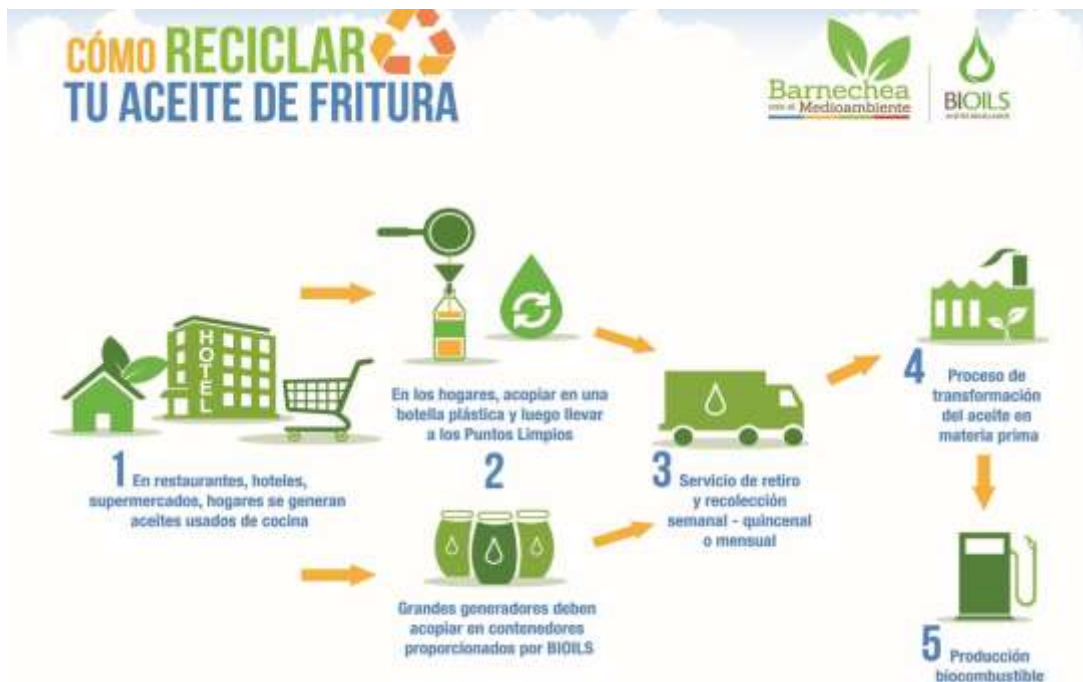 CÓMO RECICLAR
TU ACEITE DE FRITURA
Barnechea
con el Medioambiente
BIOILS
HOTEL
En los hogares, acopiar en una
botella plástica y luego llevar
a los Puntos Limpios
1 En restaurantes, hoteles,
supermercados, hogares se generan
aceites usados de cocina
2
Grandes generadores deben
acopiar en contenedores
proporcionados por BIOILS
3 Servicio de retiro
y recolección
semanal - quincenal
o mensual
4 Proceso de
transformación
del aceite en
materia prima
5 Producción
biocombustible